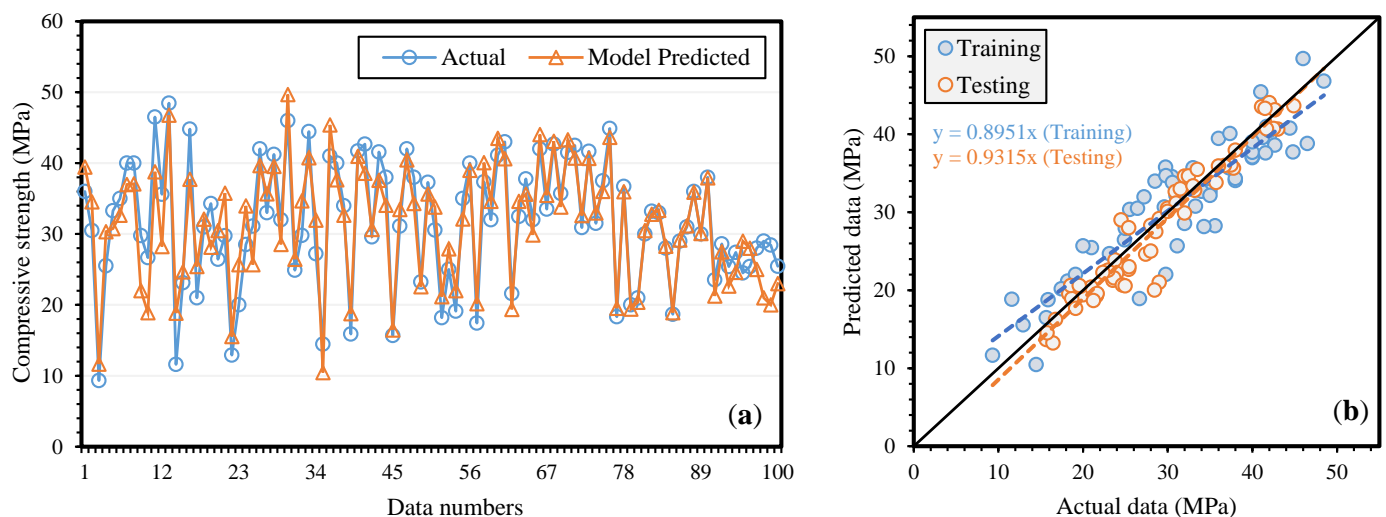 60
50
40
30
20
10
0
Compressive strength (MPa)
Actual
Model Predicted
(a)
1 12 23 34 45 56 67 78 89 100
Data numbers
50
40
30
20
10
0
Predicted data (MPa)
Training
Testing
y = 0.8951x (Training)
y = 0.9315x (Testing)
(b)
0 10 20 30 40 50
Actual data (MPa)